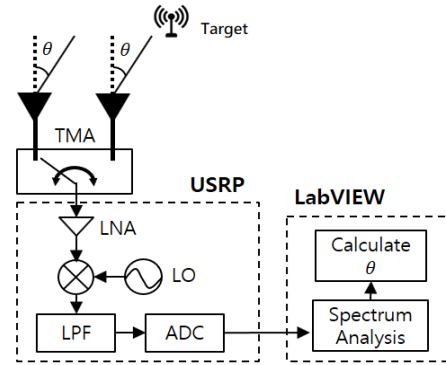 Target
θ
θ
TMA
USRP
LabVIEW
LNA
Calculate
θ
LO
LPF
ADC
Spectrum
Analysis